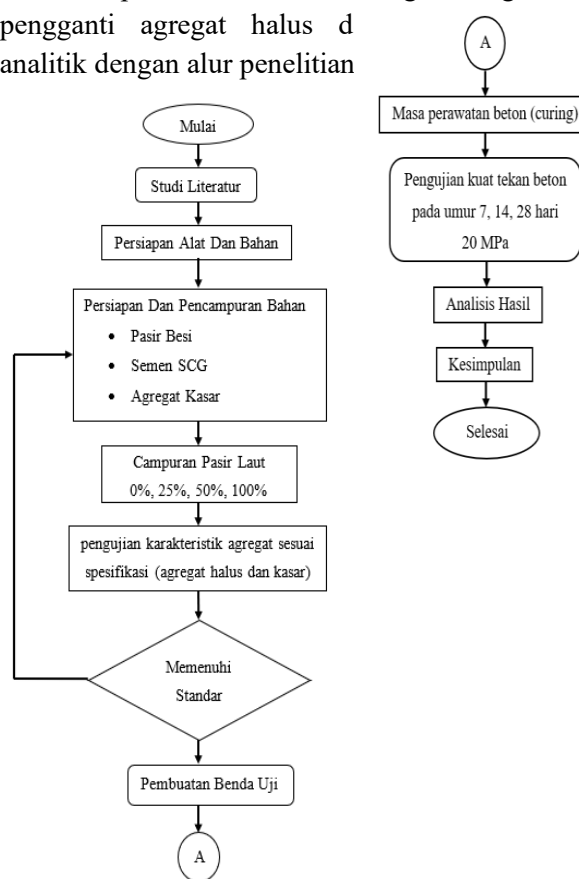 pengganti agregat halus d
analitik dengan alur penelitian
Mulai
Studi Literatur
Persiapan Alat Dan Bahan
Persiapan Dan Pencampuran Bahan
• Pasir Besi
• Semen SCG
• Agregat Kasar
Campuran Pasir Laut
0%, 25%, 50%, 100%
pengujian karakteristik agregat sesuai
spesifikasi (agregat halus dan kasar)
Memenuhi
Standar
Pembuatan Benda Uji
A
A
Masa perawatan beton (curing)
Pengujian kuat tekan beton
pada umur 7, 14, 28 hari
20 MPa
Analisis Hasil
Kesimpulan
Selesai